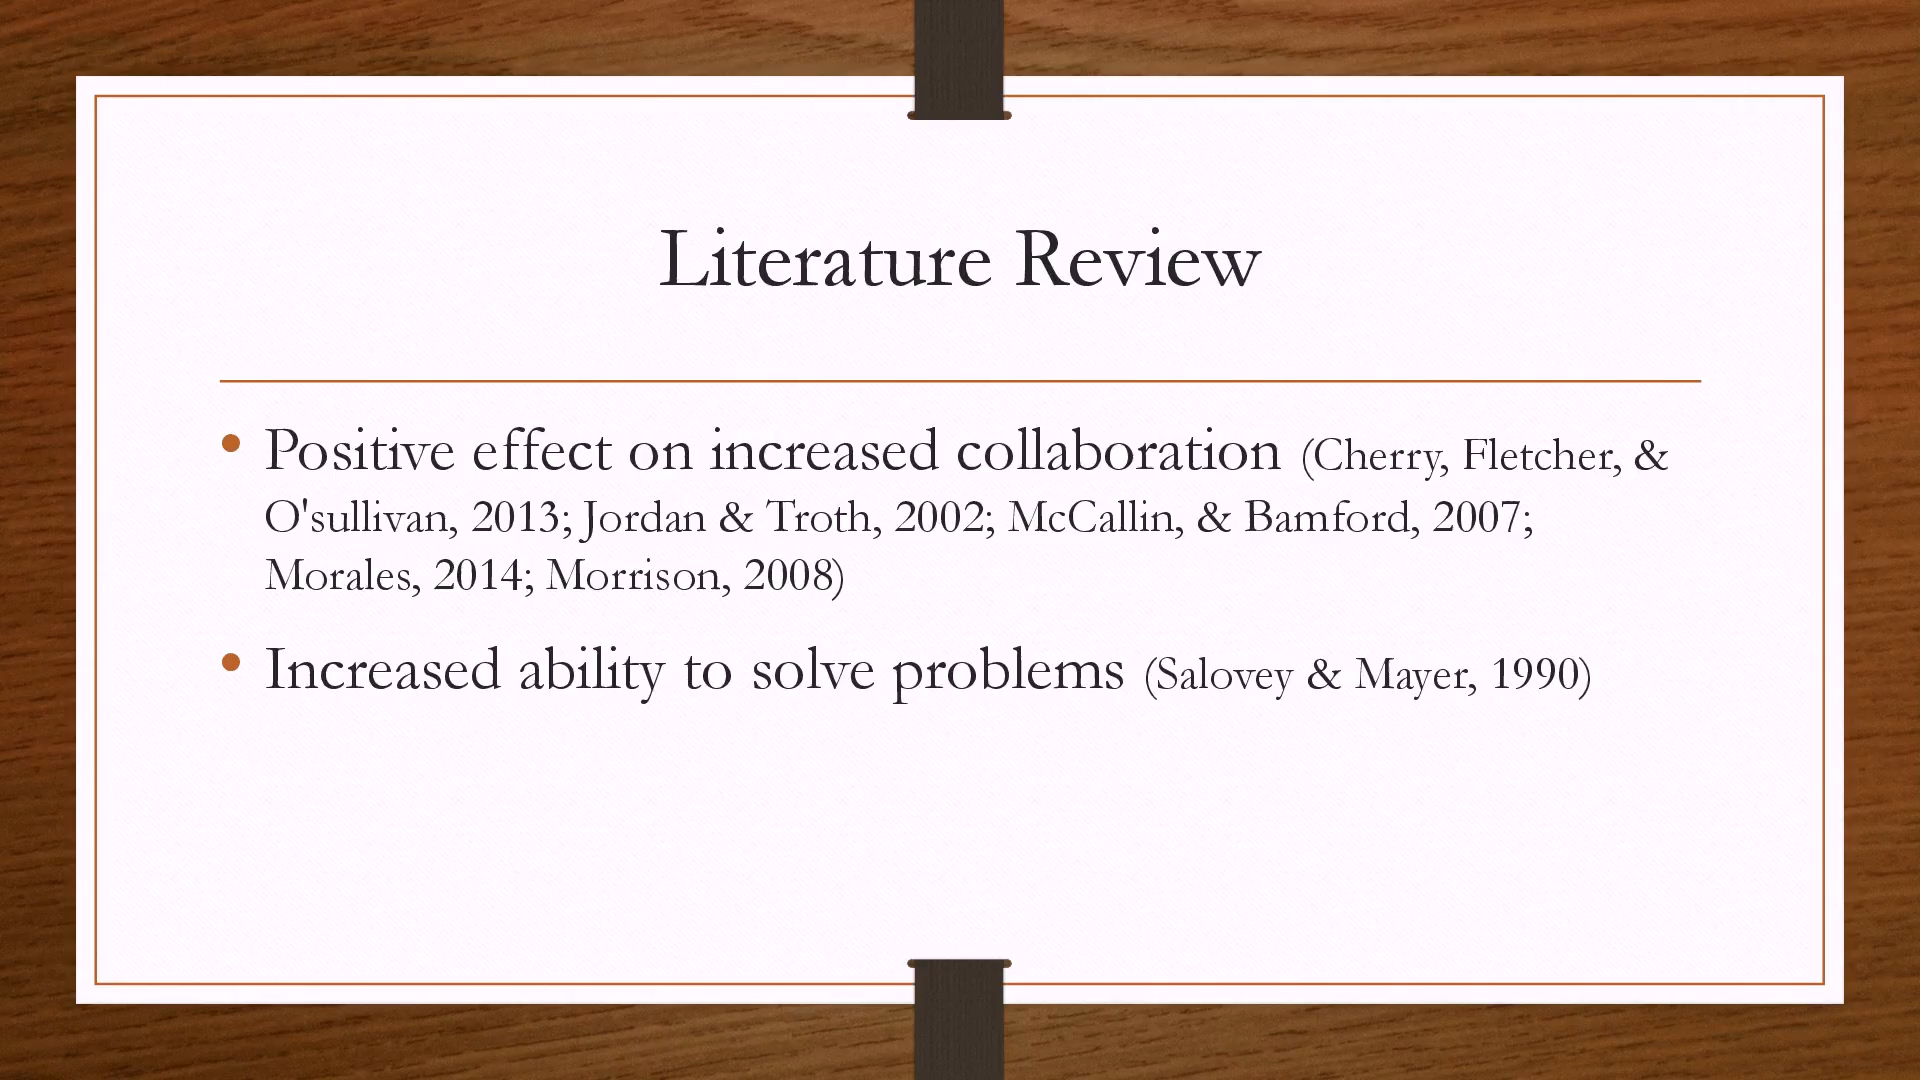 Literature Review
• Positive effect on increased collaboration (Cherry, Fletcher, &
O'sullivan, 2013; Jordan & Troth, 2002; McCallin, & Bamford, 2007;
Morales, 2014; Morrison, 2008)
• Increased ability to solve problems (Salovey & Mayer, 1990)